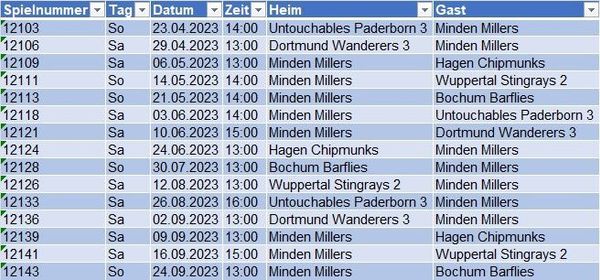 Spielnummer Tag Datum Zeit Heim Gast
12103 So 23.04.2023 14:00 Untouchables Paderborn 3 Minden Millers
12106 Sa 29.04.2023 13:00 Dortmund Wanderers 3 Minden Millers
12109 Sa 06.05.2023 13:00 Minden Millers Hagen Chipmunks
12111 So 14.05.2023 14:00 Minden Millers Wuppertal Stingrays 2
12113 So 21.05.2023 14:00 Minden Millers Bochum Barflies
12118 Sa 03.06.2023 14:00 Minden Millers Untouchables Paderborn 3
12121 Sa 10.06.2023 15:00 Minden Millers Dortmund Wanderers 3
12124 Sa 24.06.2023 13:00 Hagen Chipmunks Minden Millers
12128 So 30.07.2023 13:00 Bochum Barflies Minden Millers
12126 Sa 12.08.2023 13:00 Wuppertal Stingrays 2 Minden Millers
12133 Sa 26.08.2023 16:00 Untouchables Paderborn 3 Minden Millers
12136 Sa 02.09.2023 13:00 Dortmund Wanderers 3 Minden Millers
12139 Sa 09.09.2023 13:00 Minden Millers Hagen Chipmunks
12141 Sa 16.09.2023 15:00 Minden Millers Wuppertal Stingrays 2
12143 So 24.09.2023 13:00 Minden Millers Bochum Barflies